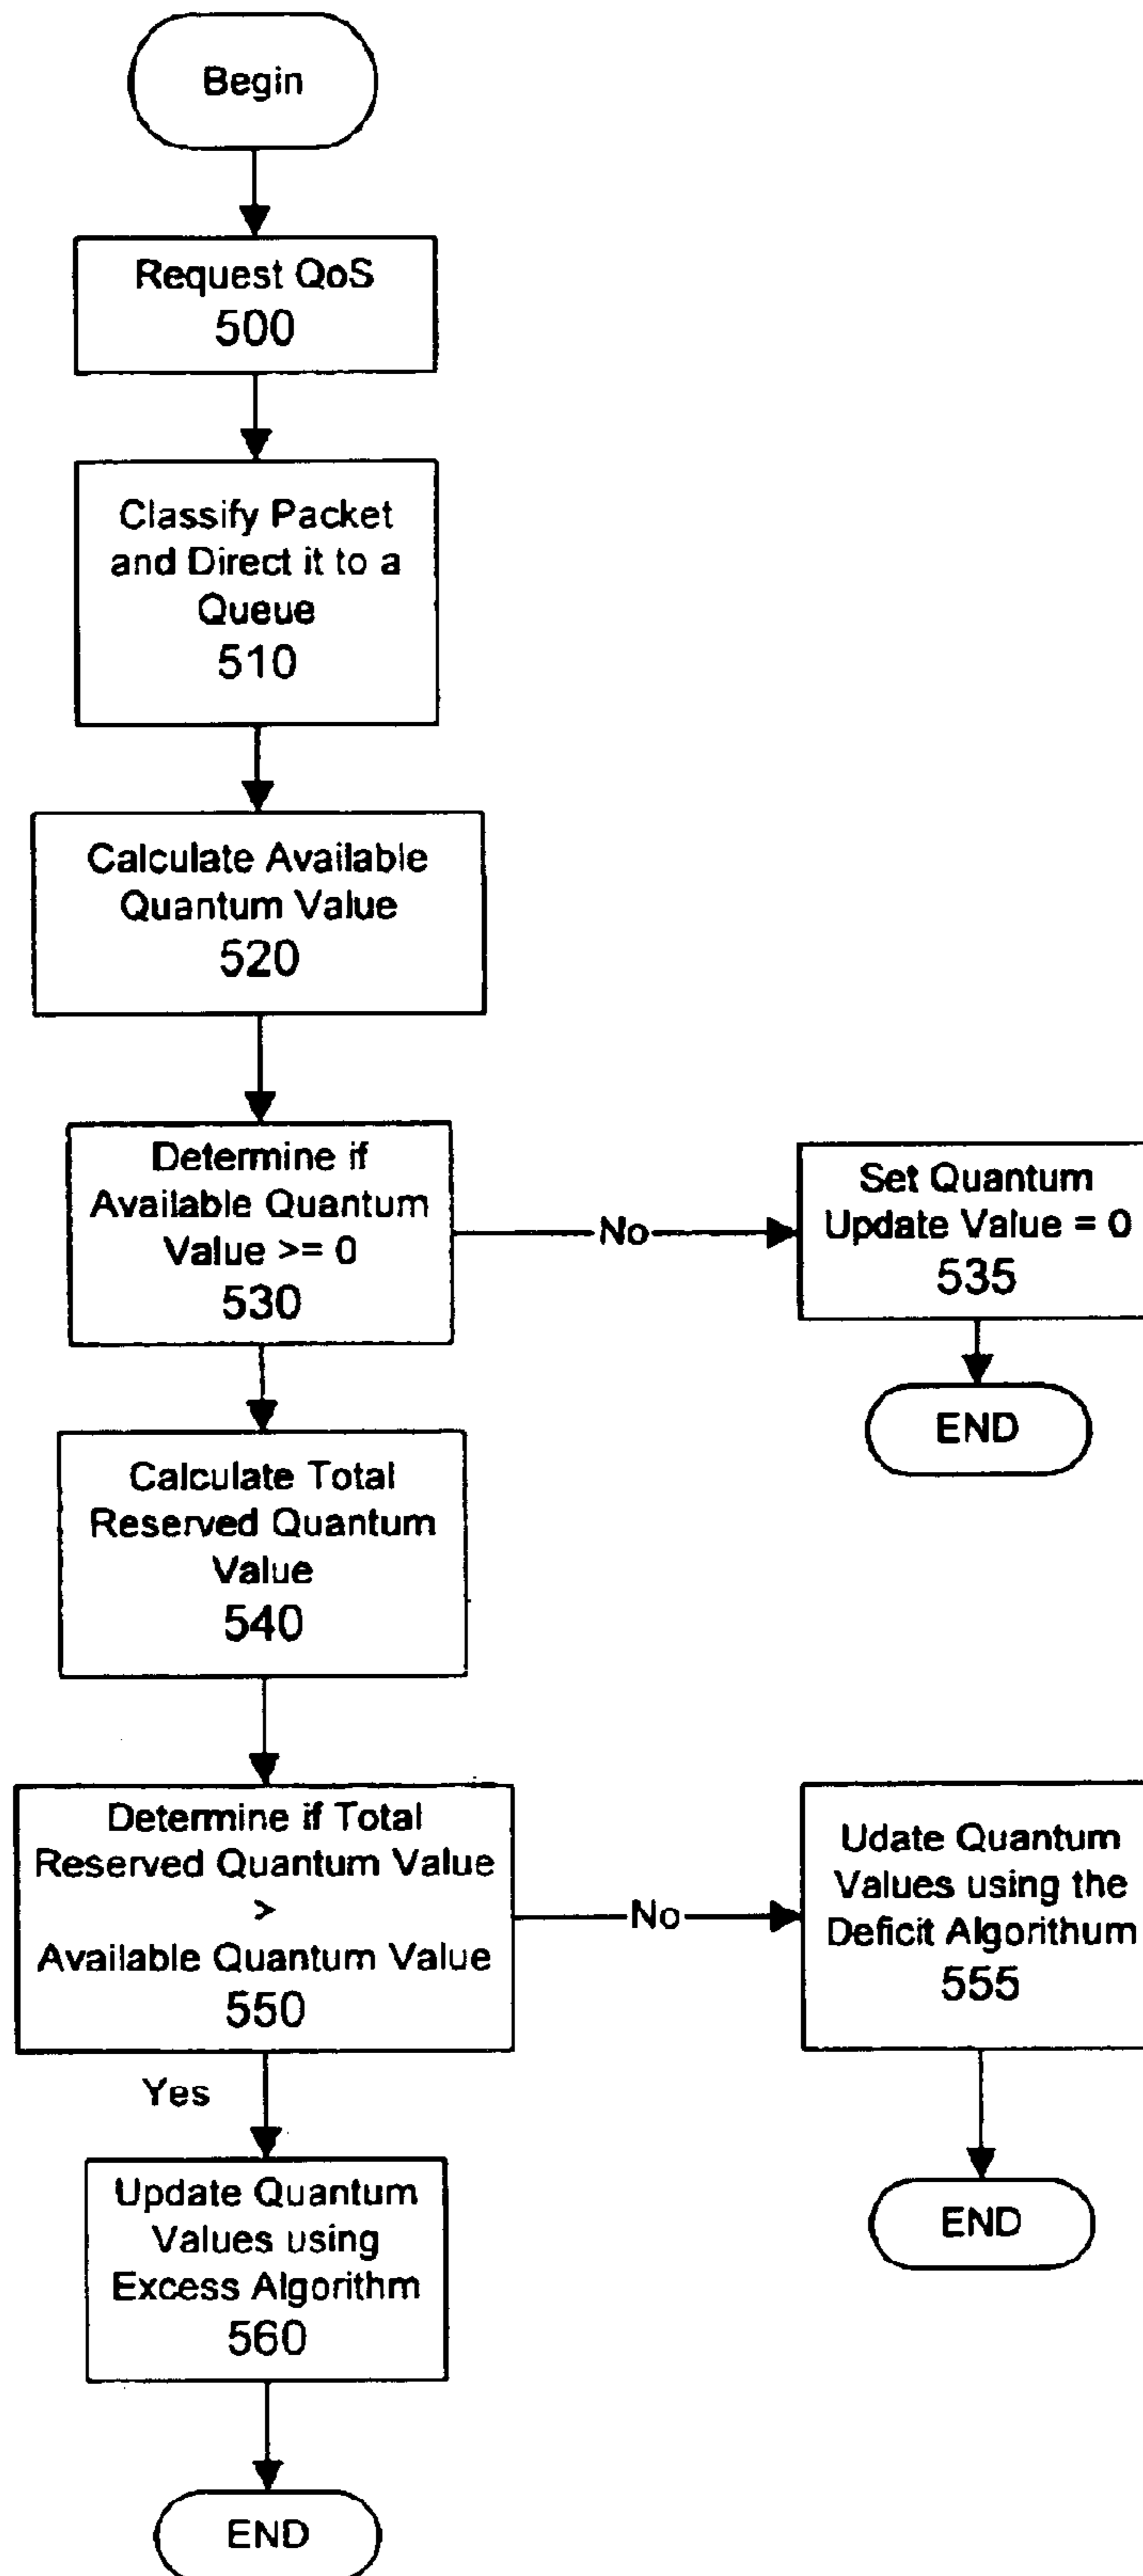 Begin
Request QoS
500
Classify Packet
and Direct it to a
Queue
510
Calculate Available
Quantum Value
520
Determine if
Available Quantum
Value >= 0
530
No
Set Quantum
Update Value = 0
535
END
Calculate Total
Reserved Quantum
Value
540
Determine if Total
Reserved Quantum Value
>
Available Quantum Value
550
No
Udate Quantum
Values using the
Deficit Algorithum
555
END
Yes
Update Quantum
Values using
Excess Algorithm
560
END